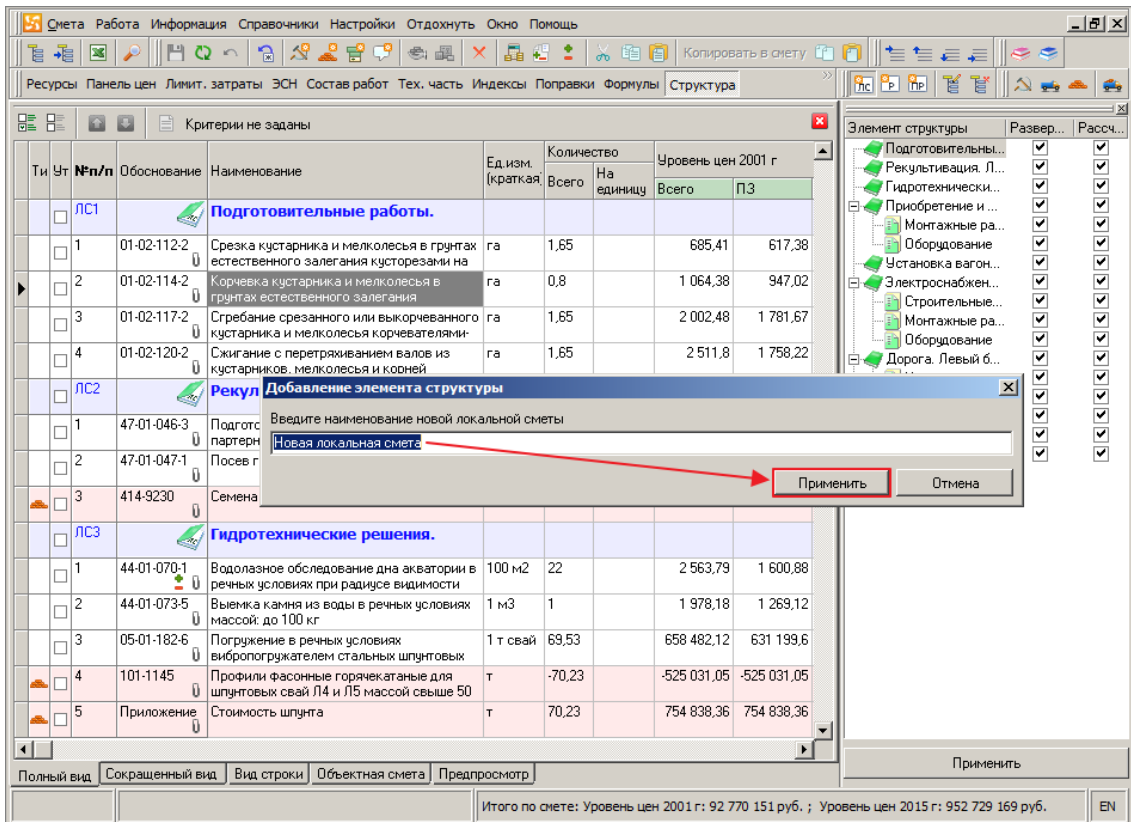 Смета Работа Информация Справочники Настройки Отдохнуть Окно Помощь
Копировать в смету
Ресурсы Панель цен Лимит. затраты ЭСН Состав работ Тех. часть Индексы Поправки Формулы Структура
ЛС Р ПР
Критерии не заданы
Элемент структуры Развер... Рассч...
Ти Чт №п/п Обоснование Наименование Ед.изм. (краткая) Количество Уровень цен 2001 г
Всего На единицу Всего ПЗ
ЛС1 Подготовительные работы.
1 01-02-112-2 Срезка кустарника и мелколесья в грунтах га 1,65 685,41 617,38
естественного залегания кусторезами на
2 01-02-114-2 Корчевка кустарника и мелколесья в га 0,8 1 064,38 947,02
грунтах естественного залегания
3 01-02-117-2 Сгребание срезанного или выкорчеванного га 1,65 2 002,48 1 781,67
кустарника и мелколесья корчевателями-
4 01-02-120-2 Сжигание с перетряхиванием валов из га 1,65 2 511,8 1 758,22
кустарников, мелколесья и корней
ЛС2 Рекул
1 47-01-046-3 Подготс
партерн
2 47-01-047-1 Посев г
3 414-9230 Семена
ЛС3 Гидротехнические решения.
1 44-01-070-1 Водолазное обследование дна акватории в 100 м2 22 2 563,79 1 600,88
речных условиях при радиусе видимости
2 44-01-073-5 Выемка камня из воды в речных условиях 1 м3 1 1 978,18 1 269,12
массой: до 100 кг
3 05-01-182-6 Погружение в речных условиях 1 т свай 69,53 658 482,12 631 199,6
вибропогружателем стальных шпунтовых
4 101-1145 Профили фасонные горячекатаные для т -70,23 -525 031,05 -525 031,05
шпунтовых свай Л4 и Л5 массой свыше 50
5 Приложение Стоимость шпунта т 70,23 754 838,36 754 838,36
Подготовительны...
Рекультивация. Л...
Гидротехнически...
Приобретение и ...
Монтажные ра...
Оборудование
Установка вагон...
Электроснабжен...
Строительные...
Монтажные ра...
Оборудование
Дорога. Левый б...
Добавление элемента структуры
Введите наименование новой локальной сметы
Новая локальная смета
Применить Отмена
Применить
Полный вид Сокращенный вид Вид строки Объектная смета Предпросмотр
Итого по смете: Уровень цен 2001 г: 92 770 151 руб. ; Уровень цен 2015 г: 952 729 169 руб. EN